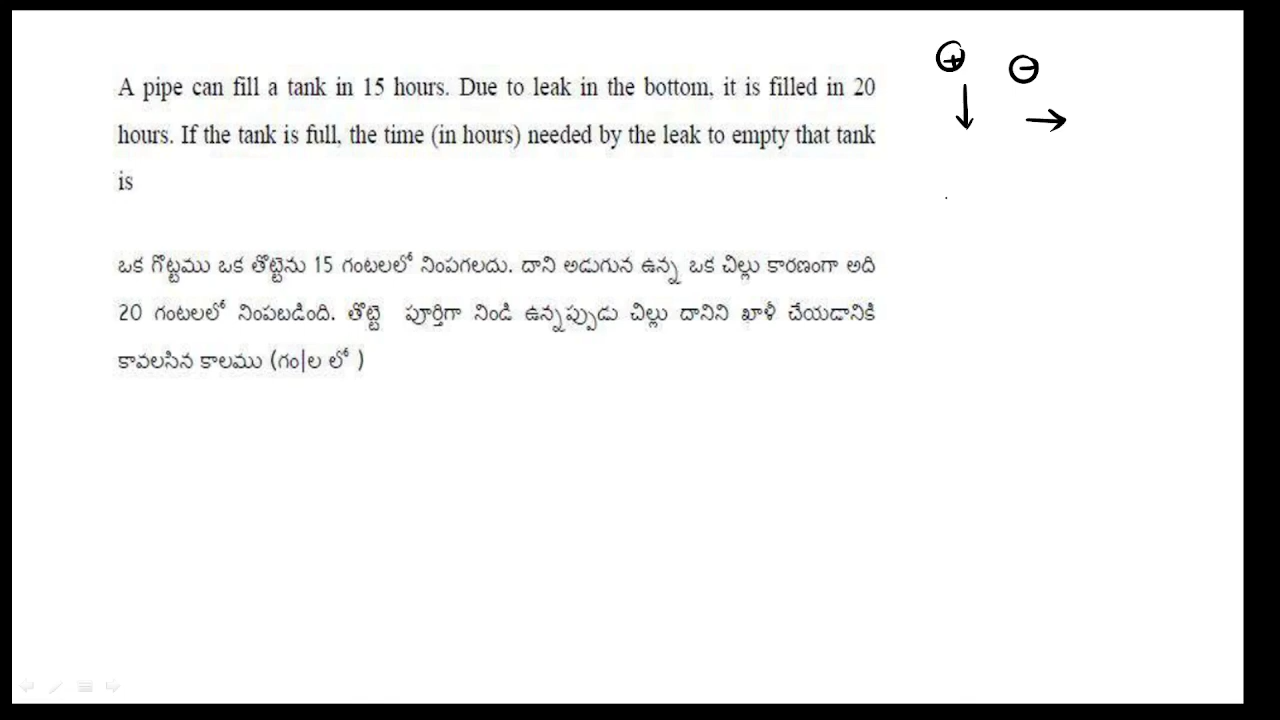 A pipe can fill a tank in 15 hours. Due to leak in the bottom, it is filled in 20
hours. If the tank is full, the time (in hours) needed by the leak to empty that tank
is
ఒక గొట్టము ఒక తొట్టెను 15 గంటలలో నింపగలదు. దాని అడుగున ఉన్న ఒక చిల్లు కారణంగా అది
20 గంటలలో నింపబడింది. తొట్టె పూర్తిగా నిండి ఉన్నప్పుడు చిల్లు దానిని ఖాళీ చేయడానికి
కావలసిన కాలము (గం|ల లో )
+ -